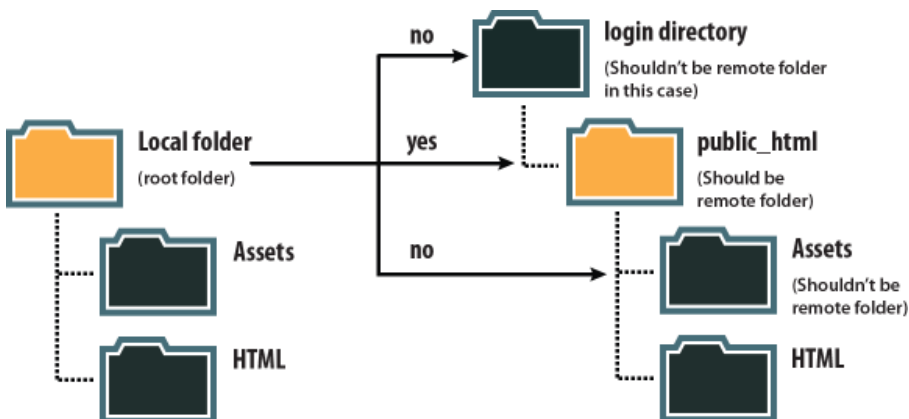 no
login directory
(Shouldn't be remote folder
in this case)
Local folder
(root folder)
yes
public_html
(Should be
remote folder)
Assets
no
Assets
(Shouldn't be
remote folder)
HTML
HTML